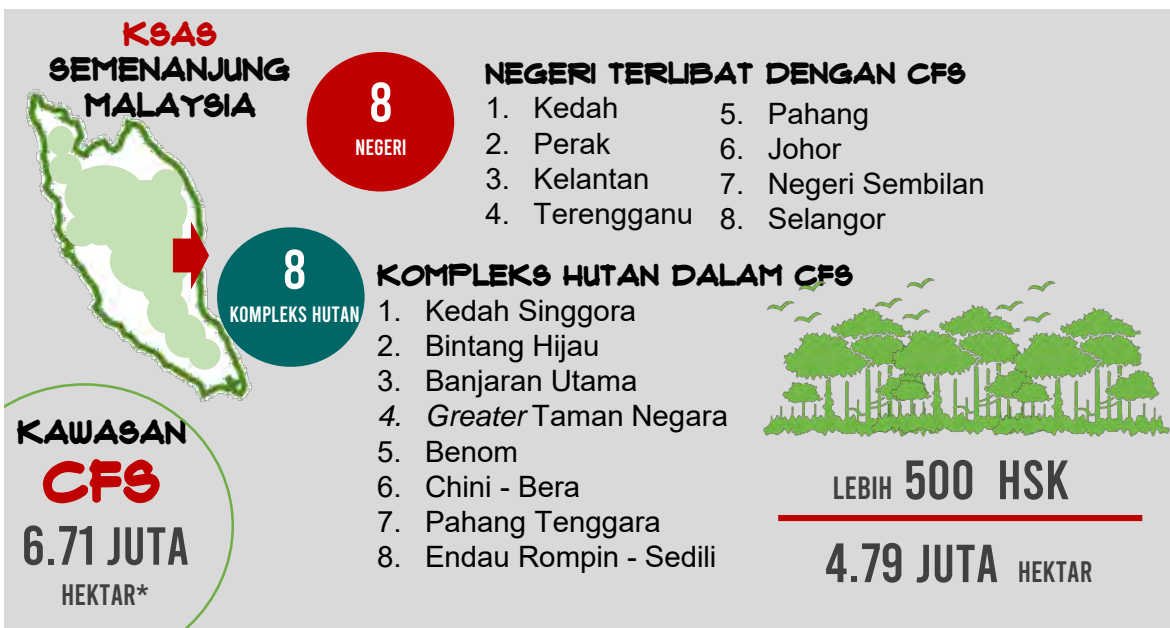 KSAS
SEMENANJUNG
MALAYSIA
8
NEGERI
NEGERI TERLIBAT DENGAN CFS
1. Kedah
2. Perak
3. Kelantan
4. Terengganu
5. Pahang
6. Johor
7. Negeri Sembilan
8. Selangor
8
KOMPLEKS HUTAN
KOMPLEKS HUTAN DALAM CFS
1. Kedah Singgora
2. Bintang Hijau
3. Banjaran Utama
4. Greater Taman Negara
5. Benom
6. Chini - Bera
7. Pahang Tenggara
8. Endau Rompin - Sedili
KAWASAN
CFS
6.71 JUTA
HEKTAR*
LEBIH 500 HSK
4.79 JUTA HEKTAR